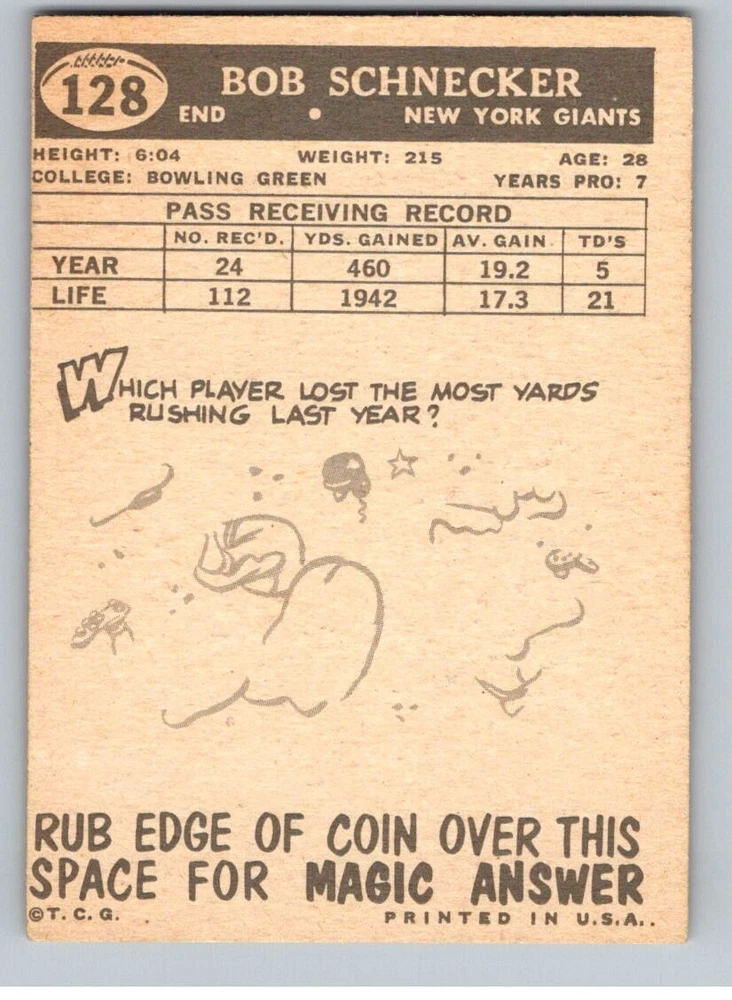 128
BOB SCHNECKER
END • NEW YORK GIANTS
HEIGHT: 6:04 WEIGHT: 215 AGE: 28
COLLEGE: BOWLING GREEN YEARS PRO: 7
PASS RECEIVING RECORD
NO. REC'D. YDS. GAINED AV. GAIN TD'S
YEAR 24 460 19.2 5
LIFE 112 1942 17.3 21
WHICH PLAYER LOST THE MOST YARDS
RUSHING LAST YEAR?
RUB EDGE OF COIN OVER THIS
SPACE FOR MAGIC ANSWER
©T. C. G. PRINTED IN U.S.A.